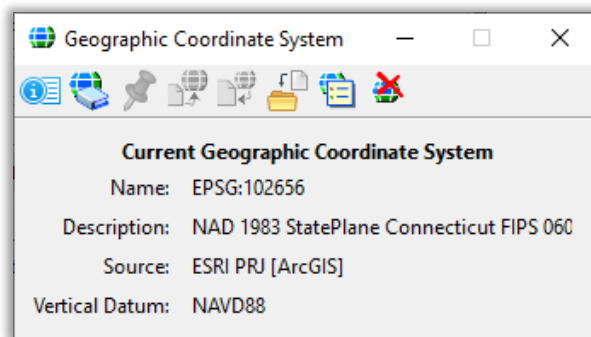 Geographic Coordinate System
Current Geographic Coordinate System
Name: EPSG:102656
Description: NAD 1983 StatePlane Connecticut FIPS 060
Source: ESRI PRJ [ArcGIS]
Vertical Datum: NAVD88